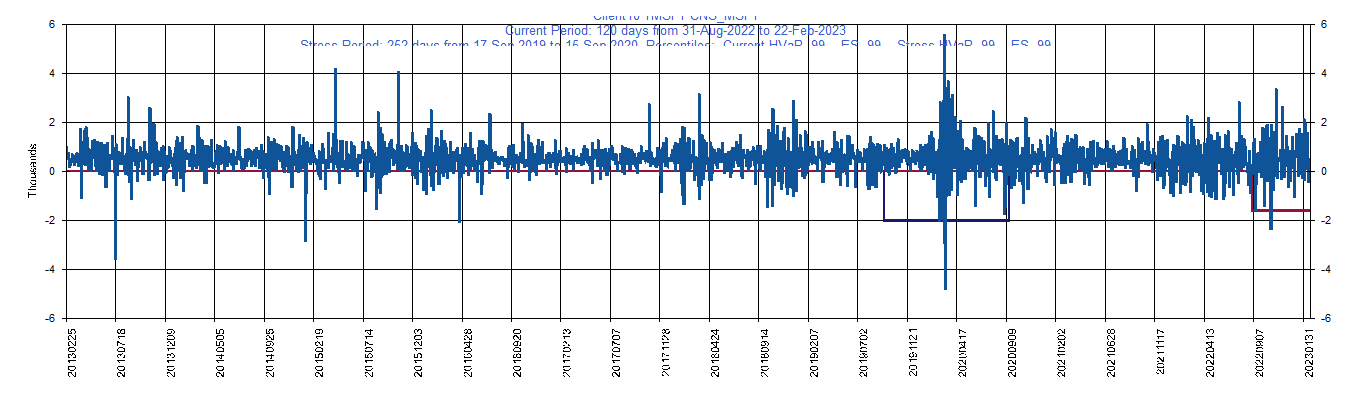 Current Period: 120 days from 31-Aug-2022 to 22-Feb-2023
Stress Period: 252 days from 17-Sep-2019 to 15-Sep-2020 Percentiles: Current HVaR 99 ES 99 Stress HVaR 99 ES 99
6 6
4 4
2 2
Thousands
0 0
-2 -2
-4 -4
-6 -6
20130225 20130718 20131209 20140505 20140925 20150219 20150714 20151203 20160428 20160920 20170213 20170707 20171128 20180424 20180914 20190207 20190702 20191121 20200417 20200909 20210202 20210628 20211117 20220413 20220907 20230131